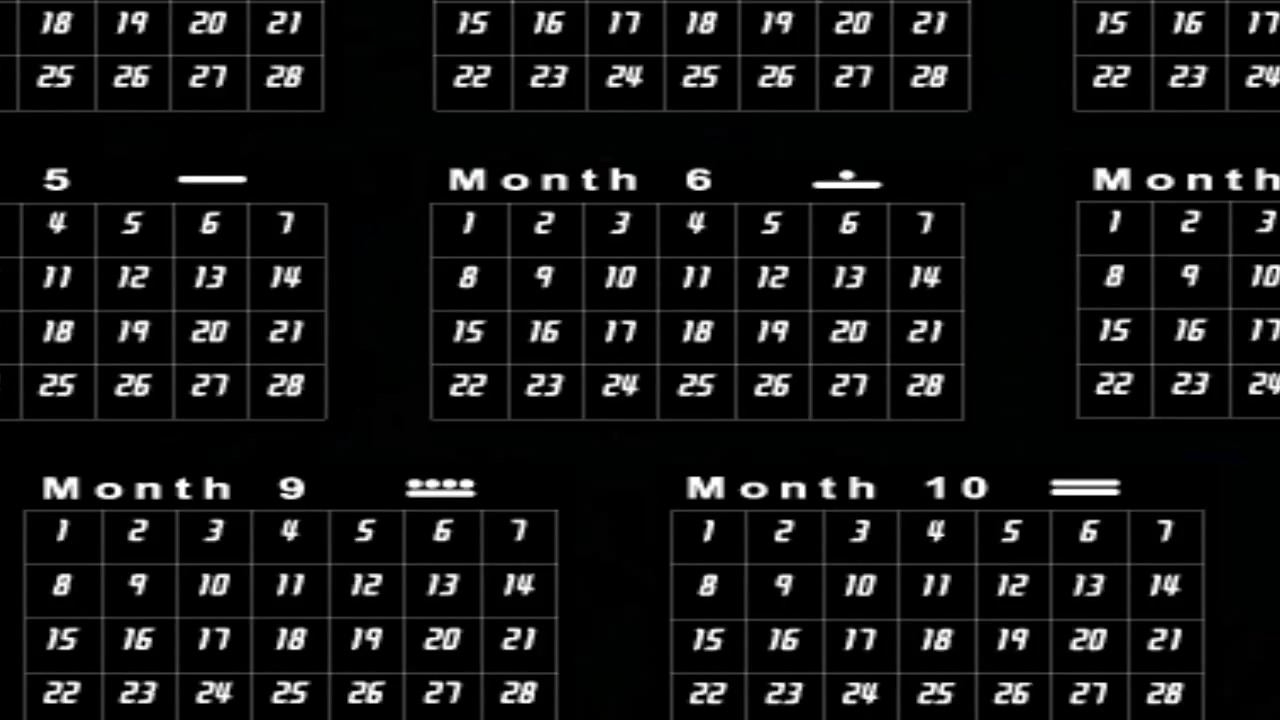 18 19 20 21
25 26 27 28
15 16 17 18 19 20 21
22 23 24 25 26 27 28
15 16 17
22 23 24
5
4 5 6 7
11 12 13 14
18 19 20 21
25 26 27 28
Month 6
1 2 3 4 5 6 7
8 9 10 11 12 13 14
15 16 17 18 19 20 21
22 23 24 25 26 27 28
Month
1 2 3
8 9 10
15 16 17
22 23 24
Month 9
1 2 3 4 5 6 7
8 9 10 11 12 13 14
15 16 17 18 19 20 21
22 23 24 25 26 27 28
Month 10
1 2 3 4 5 6 7
8 9 10 11 12 13 14
15 16 17 18 19 20 21
22 23 24 25 26 27 28